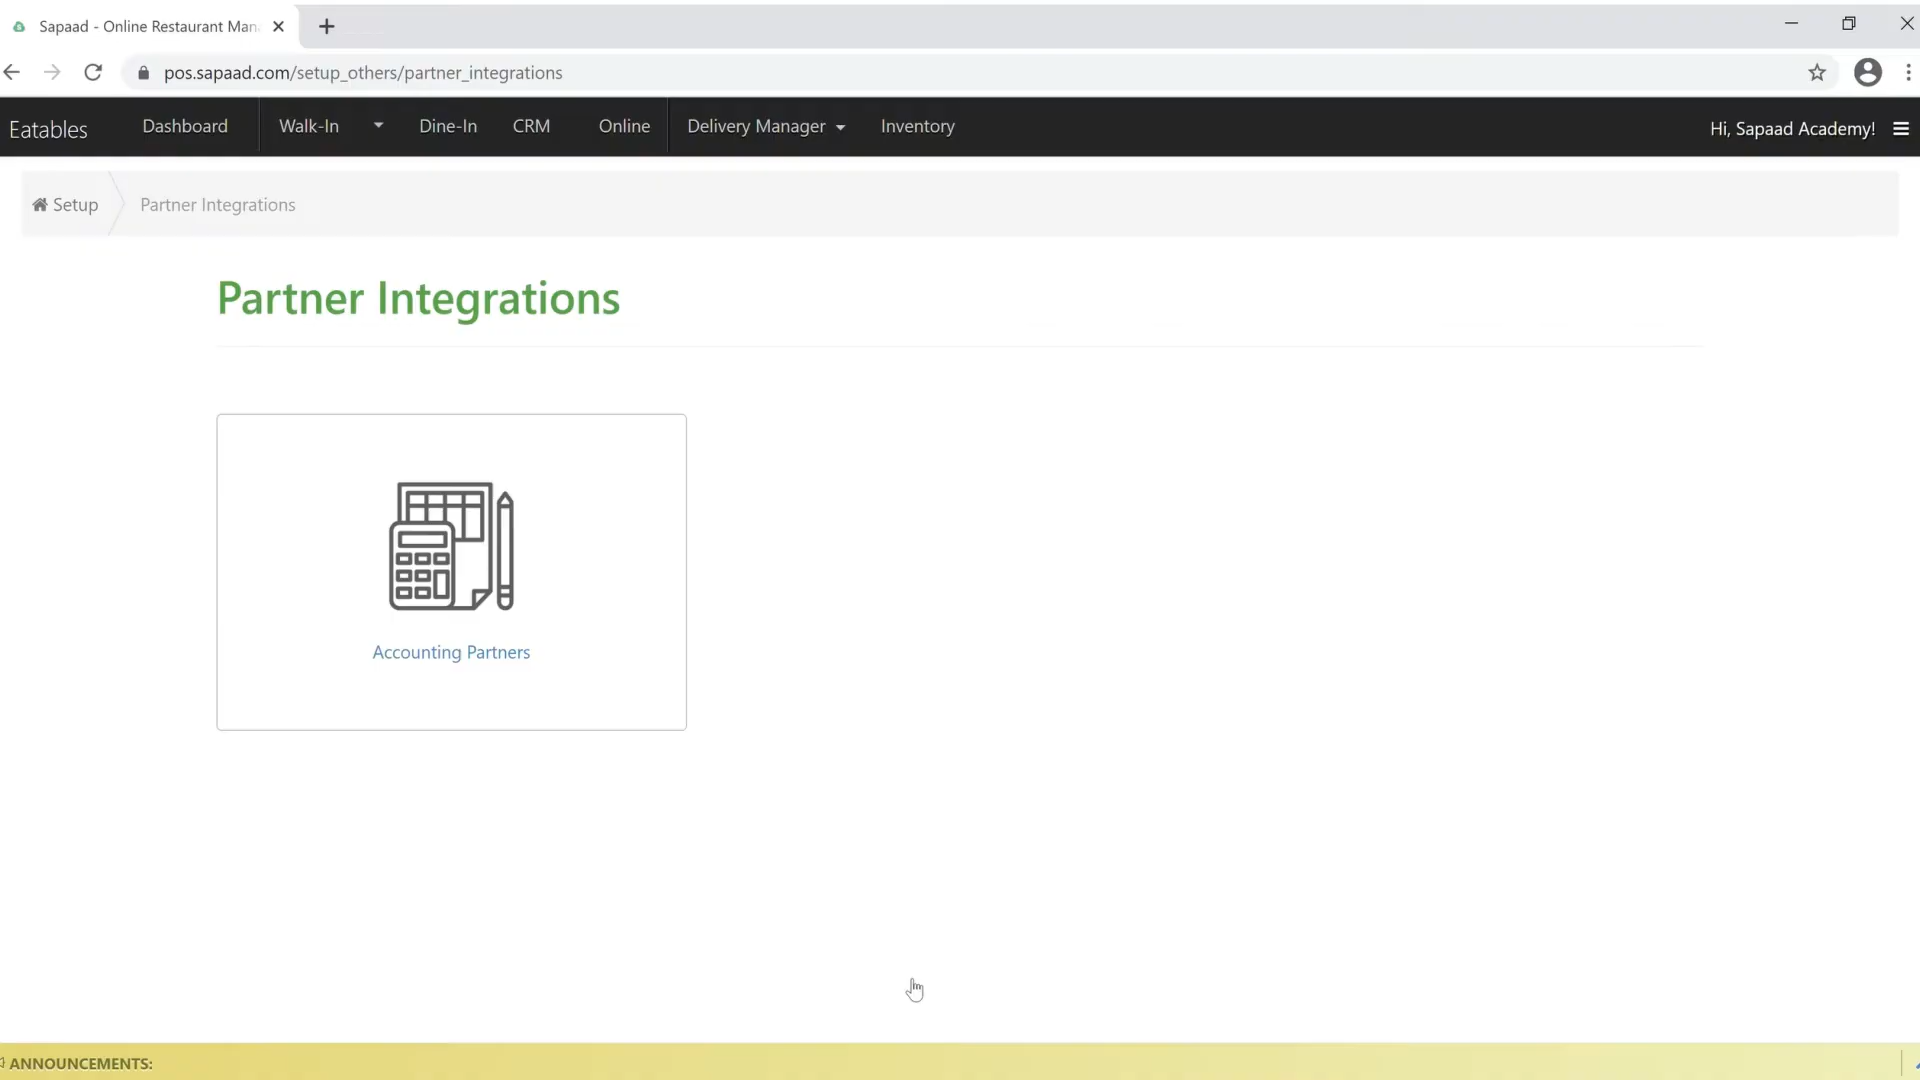 Sapaad - Online Restaurant Man
pos.sapaad.com/setup_others/partner_integrations
Eatables Dashboard Walk-In Dine-In CRM Online Delivery Manager Inventory Hi, Sapaad Academy!
Setup Partner Integrations
Partner Integrations
Accounting Partners
ANNOUNCEMENTS: